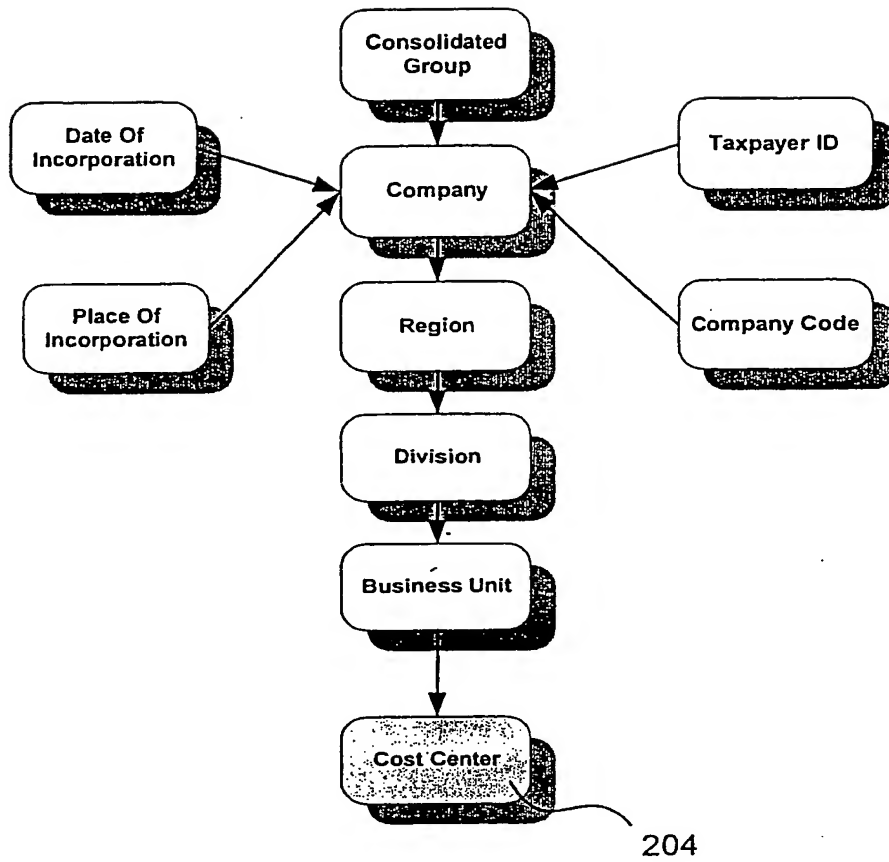 Consolidated
Group
Date Of
Incorporation
Taxpayer ID
Company
Place Of
Incorporation
Region
Company Code
Division
Business Unit
Cost Center
204